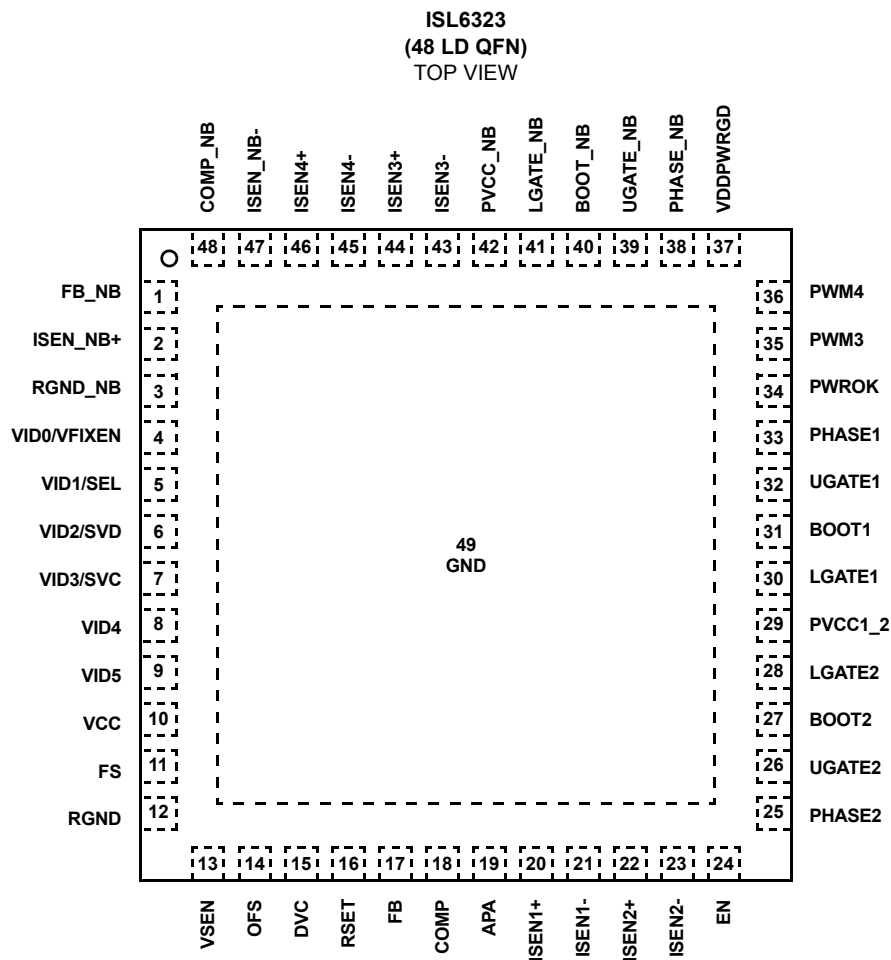 ISL6323
(48 LD QFN)
TOP VIEW
COMP_NB
ISEN_NB-
ISEN4+
ISEN4-
ISEN3+
ISEN3-
PVCC_NB
LGATE_NB
BOOT_NB
UGATE_NB
PHASE_NB
VDDPWRGD
48 47 46 45 44 43 42 41 40 39 38 37
FB_NB 1
ISEN_NB+ 2
RGND_NB 3
VID0/VFIXEN 4
VID1/SEL 5
VID2/SVD 6
VID3/SVC 7
VID4 8
VID5 9
VCC 10
FS 11
RGND 12
49
GND
36 PWM4
35 PWM3
34 PWROK
33 PHASE1
32 UGATE1
31 BOOT1
30 LGATE1
29 PVCC1_2
28 LGATE2
27 BOOT2
26 UGATE2
25 PHASE2
13 14 15 16 17 18 19 20 21 22 23 24
VSEN
OFS
DVC
RSET
FB
COMP
APA
ISEN1+
ISEN1-
ISEN2+
ISEN2-
EN